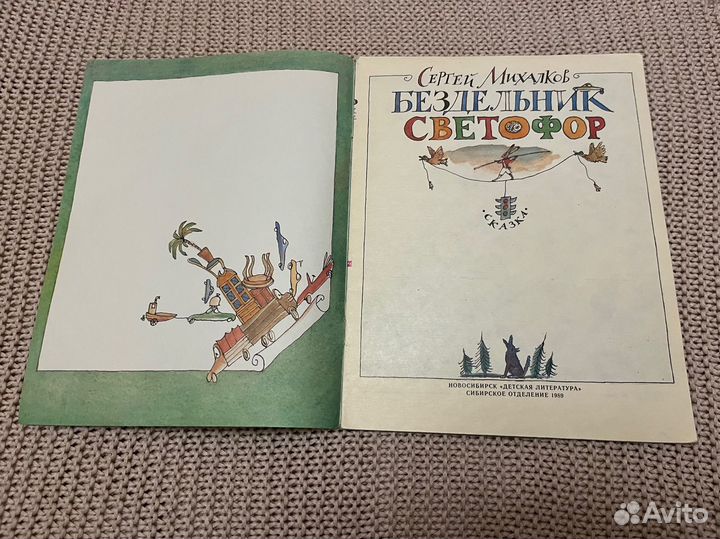 Сергей Михалков
БЕЗДЕЛЬНИК
СВЕТОФОР
• СКАЗКА •
НОВОСИБИРСК «ДЕТСКАЯ ЛИТЕРАТУРА»
СИБИРСКОЕ ОТДЕЛЕНИЕ 1989
Avito